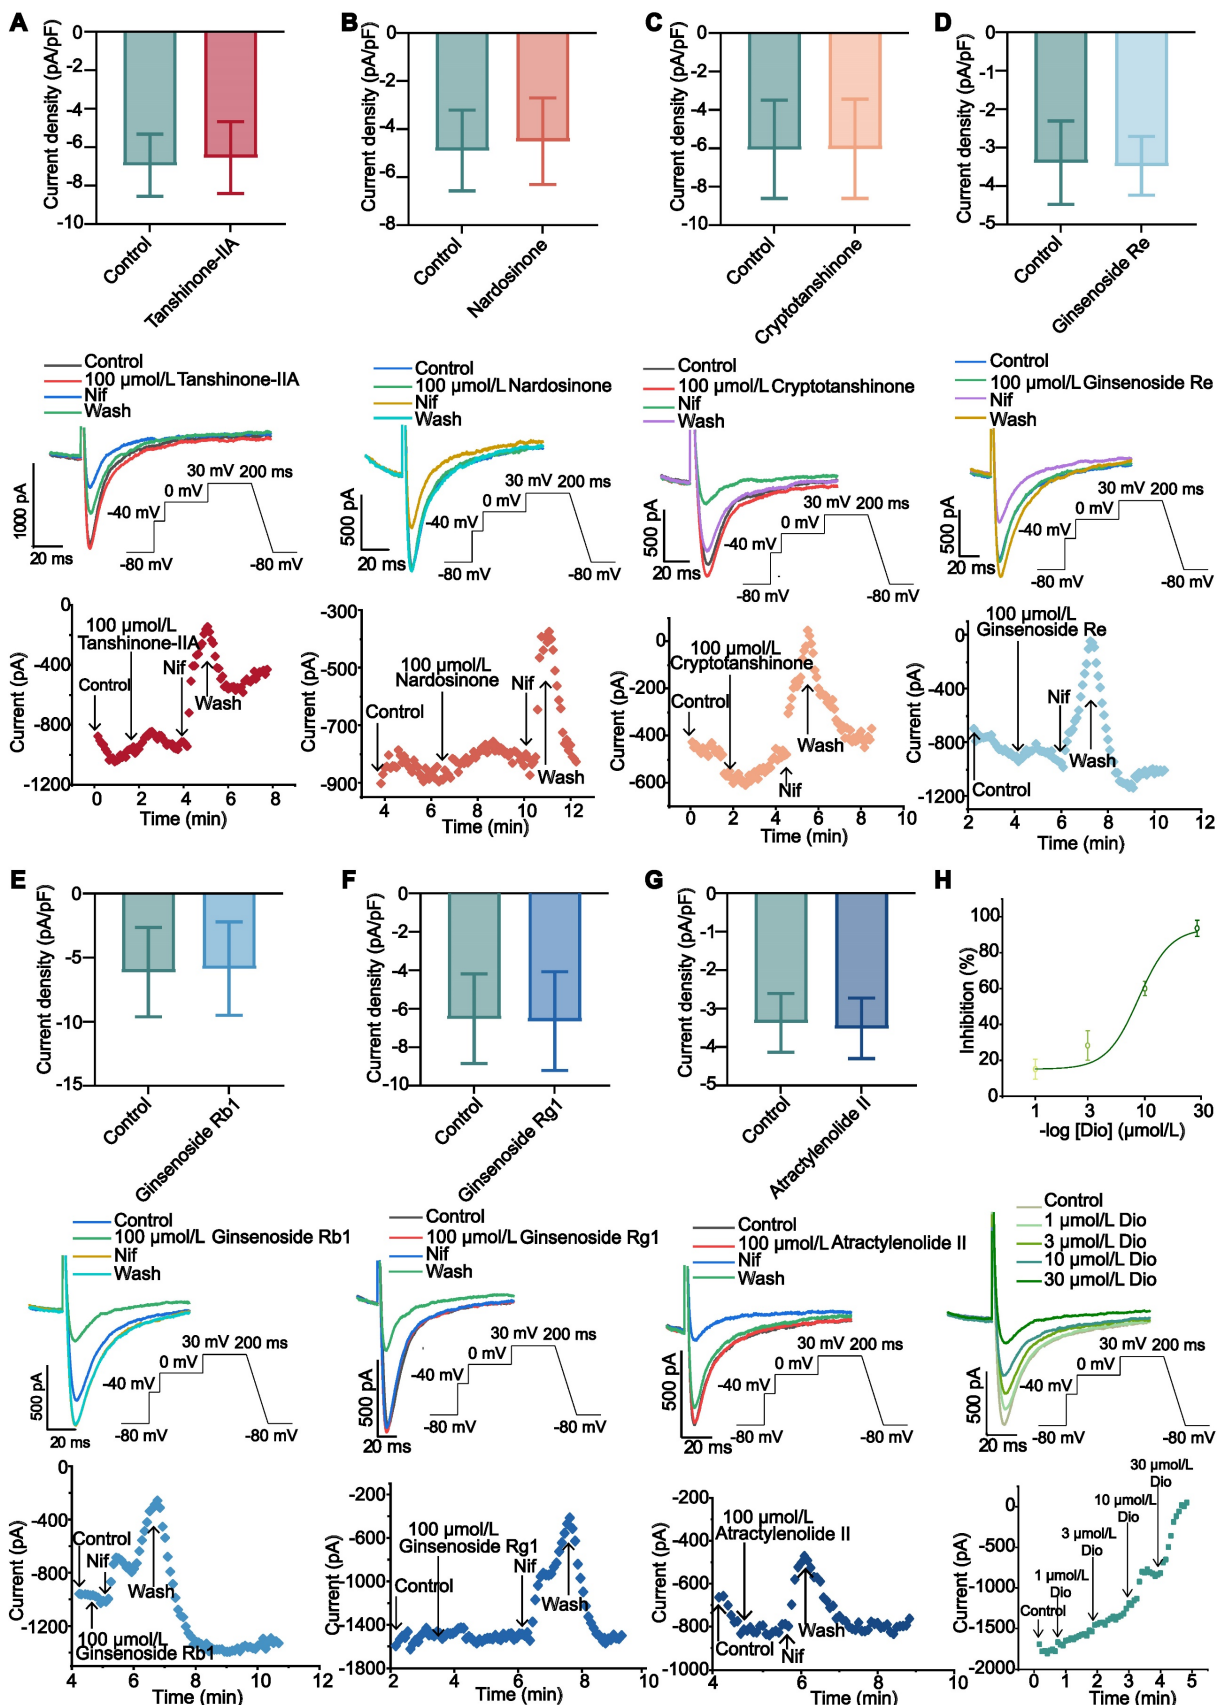 A
Current density (pA/pF)
0
-2
-4
-6
-8
-10
Control
Tanshinone-IIA
B
Current density (pA/pF)
0
-2
-4
-6
-8
Control
Nardosinone
C
Current density (pA/pF)
0
-2
-4
-6
-8
-10
Control
Cryptotanshinone
D
Current density (pA/pF)
0
-1
-2
-3
-4
-5
Control
Ginsenoside Re
Control
100 µmol/L Tanshinone-IIA
Nif
Wash
1000 pA
20 ms
-80 mV
-40 mV
0 mV
30 mV 200 ms
-80 mV
Control
100 µmol/L Nardosinone
Nif
Wash
500 pA
20 ms
-80 mV
-40 mV
0 mV
30 mV 200 ms
-80 mV
Control
100 µmol/L Cryptotanshinone
Nif
Wash
500 pA
20 ms
-80 mV
-40 mV
0 mV
30 mV 200 ms
-80 mV
Control
100 µmol/L Ginsenoside Re
Nif
Wash
500 pA
20 ms
-80 mV
-40 mV
0 mV
30 mV 200 ms
-80 mV
Current (pA)
0
-400
-800
-1200
100 µmol/L
Tanshinone-IIA
Control
Nif
Wash
0 2 4 6 8
Time (min)
Current (pA)
-300
-500
-700
-900
100 µmol/L
Nardosinone
Control
Nif
Wash
4 6 8 10 12
Time (min)
Current (pA)
0
-200
-400
-600
100 µmol/L
Cryptotanshinone
Control
Wash
Nif
0 2 4 6 8 10
Time (min)
Current (pA)
0
-400
-800
-1200
100 µmol/L
Ginsenoside Re
Nif
Wash
Control
2 4 6 8 10 12
Time (min)
E
Current density (pA/pF)
0
-5
-10
-15
Control
Ginsenoside Rb1
F
Current density (pA/pF)
0
-2
-4
-6
-8
-10
Control
Ginsenoside Rg1
G
Current density (pA/pF)
0
-1
-2
-3
-4
-5
Control
Atractylenolide II
H
Inhibition (%)
100
80
60
40
20
0
1 3 10 30
-log [Dio] (µmol/L)
Control
100 µmol/L Ginsenoside Rb1
Nif
Wash
500 pA
20 ms
-80 mV
-40 mV
0 mV
30 mV 200 ms
-80 mV
Control
100 µmol/L Ginsenoside Rg1
Nif
Wash
500 pA
20 ms
-80 mV
-40 mV
0 mV
30 mV 200 ms
-80 mV
Control
100 µmol/L Atractylenolide II
Nif
Wash
500 pA
20 ms
-80 mV
-40 mV
0 mV
30 mV 200 ms
-80 mV
Control
1 µmol/L Dio
3 µmol/L Dio
10 µmol/L Dio
30 µmol/L Dio
500 pA
20 ms
-80 mV
-40 mV
0 mV
30 mV 200 ms
-80 mV
Current (pA)
0
-400
-800
-1200
Control
Nif
Wash
100 µmol/L
Ginsenoside Rb1
4 6 8 10 12
Time (min)
Current (pA)
-200
-400
-600
-800
-1000
-1200
-1400
-1600
-1800
100 µmol/L
Ginsenoside Rg1
Control
Nif
Wash
2 4 6 8 10
Time (min)
Current (pA)
-200
-400
-600
-800
-1000
100 µmol/L
Atractylenolide II
Control
Nif
Wash
4 6 8 10
Time (min)
Current (pA)
0
-500
-1000
-1500
-2000
30 µmol/L
Dio
10 µmol/L
Dio
3 µmol/L
Dio
1 µmol/L
Dio
Control
0 1 2 3 4 5
Time (min)